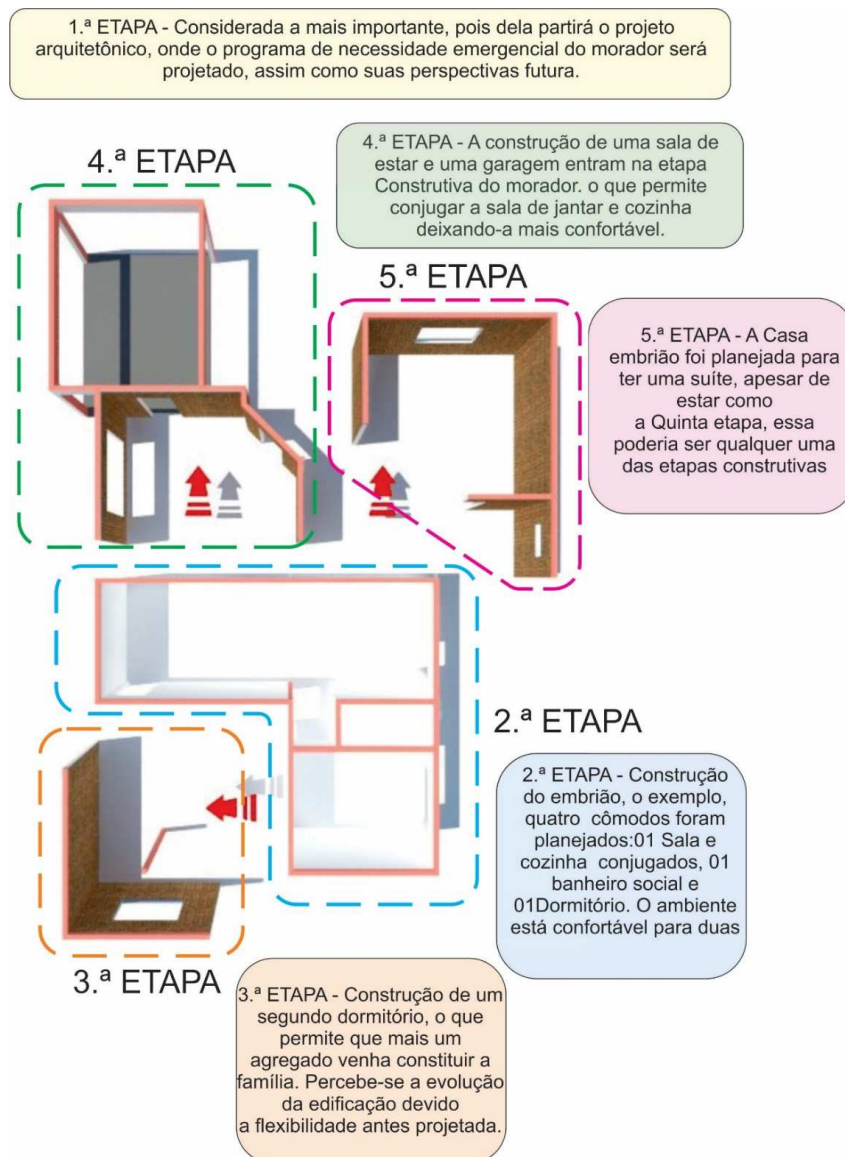 1.ª ETAPA - Considerada a mais importante, pois dela partirá o projeto
arquitetônico, onde o programa de necessidade emergencial do morador será
projetado, assim como suas perspectivas futura.
4.ª ETAPA
4.ª ETAPA - A construção de uma sala de
estar e uma garagem entram na etapa
Construtiva do morador. o que permite
conjugar a sala de jantar e cozinha
deixando-a mais confortável.
5.ª ETAPA
5.ª ETAPA - A Casa
embrião foi planejada para
ter uma suíte, apesar de
estar como
a Quinta etapa, essa
poderia ser qualquer uma
das etapas construtivas
2.ª ETAPA
2.ª ETAPA - Construção
do embrião, o exemplo,
quatro cômodos foram
planejados:01 Sala e
cozinha conjugados, 01
banheiro social e
01Dormitório. O ambiente
está confortável para duas
3.ª ETAPA
3.ª ETAPA - Construção de um
segundo dormitório, o que
permite que mais um
agregado venha constituir a
família. Percebe-se a evolução
da edificação devido
a flexibilidade antes projetada.